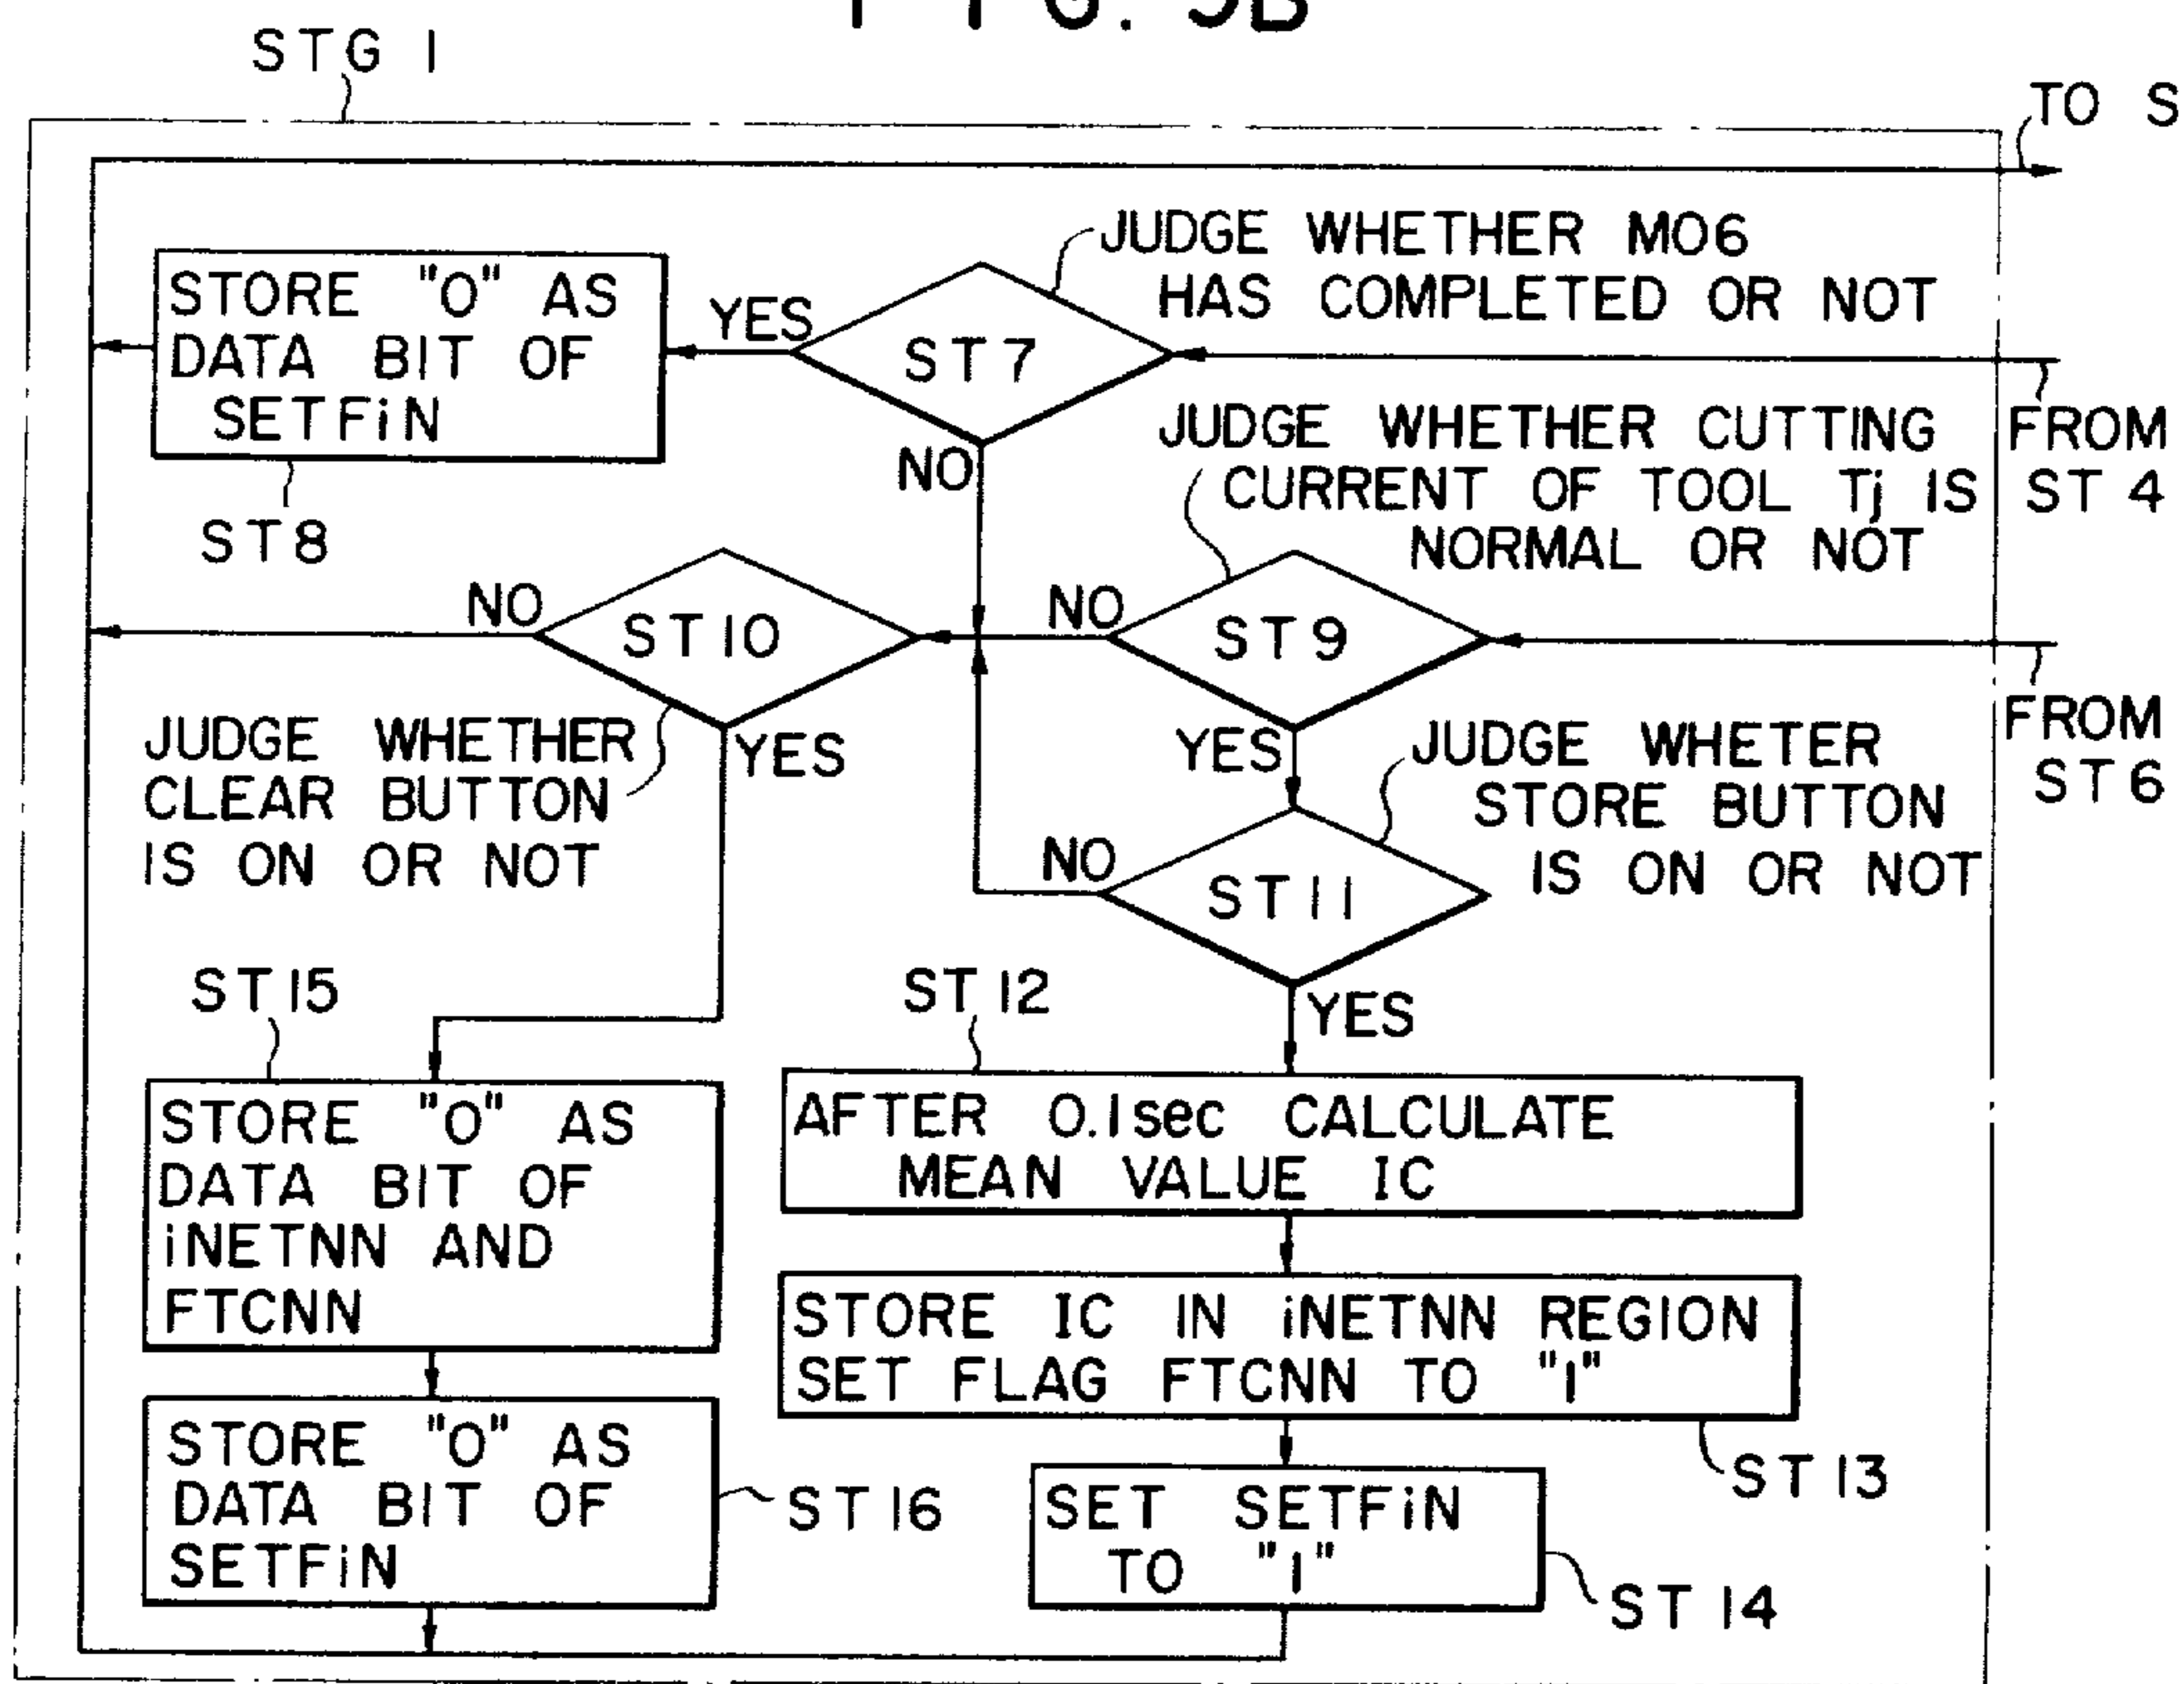 FIG. 5B
STG 1
TO S
JUDGE WHETHER M06
HAS COMPLETED OR NOT
STORE "0" AS
DATA BIT OF
SETFiN
YES
ST7
NO
ST8
FROM
ST 4
JUDGE WHETHER CUTTING
CURRENT OF TOOL Tj IS
NORMAL OR NOT
NO
ST10
NO
ST9
YES
YES
FROM
ST6
JUDGE WHETHER
CLEAR BUTTON
IS ON OR NOT
JUDGE WHETER
STORE BUTTON
IS ON OR NOT
NO
ST11
YES
ST15
ST12
STORE "0" AS
DATA BIT OF
iNETNN AND
FTCNN
AFTER 0.1sec CALCULATE
MEAN VALUE IC
STORE IC IN iNETNN REGION
SET FLAG FTCNN TO "1"
ST13
STORE "0" AS
DATA BIT OF
SETFiN
ST16
SET SETFiN
TO "1"
ST14